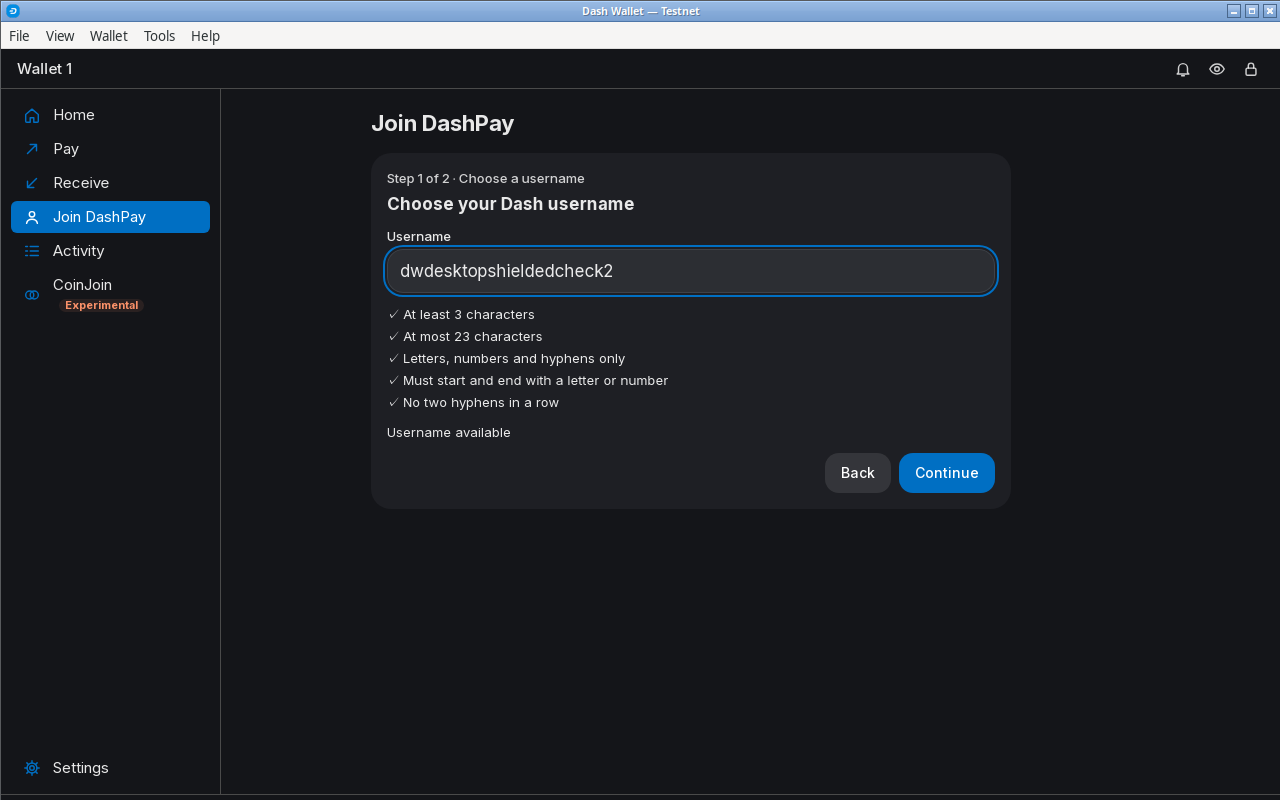 Dash Wallet — Testnet
File View Wallet Tools Help
Wallet 1
Home
Pay
Receive
Join DashPay
Activity
CoinJoin
Experimental
Settings
Join DashPay
Step 1 of 2 · Choose a username
Choose your Dash username
Username
dwdesktopshieldedcheck2
✓ At least 3 characters
✓ At most 23 characters
✓ Letters, numbers and hyphens only
✓ Must start and end with a letter or number
✓ No two hyphens in a row
Username available
Back Continue